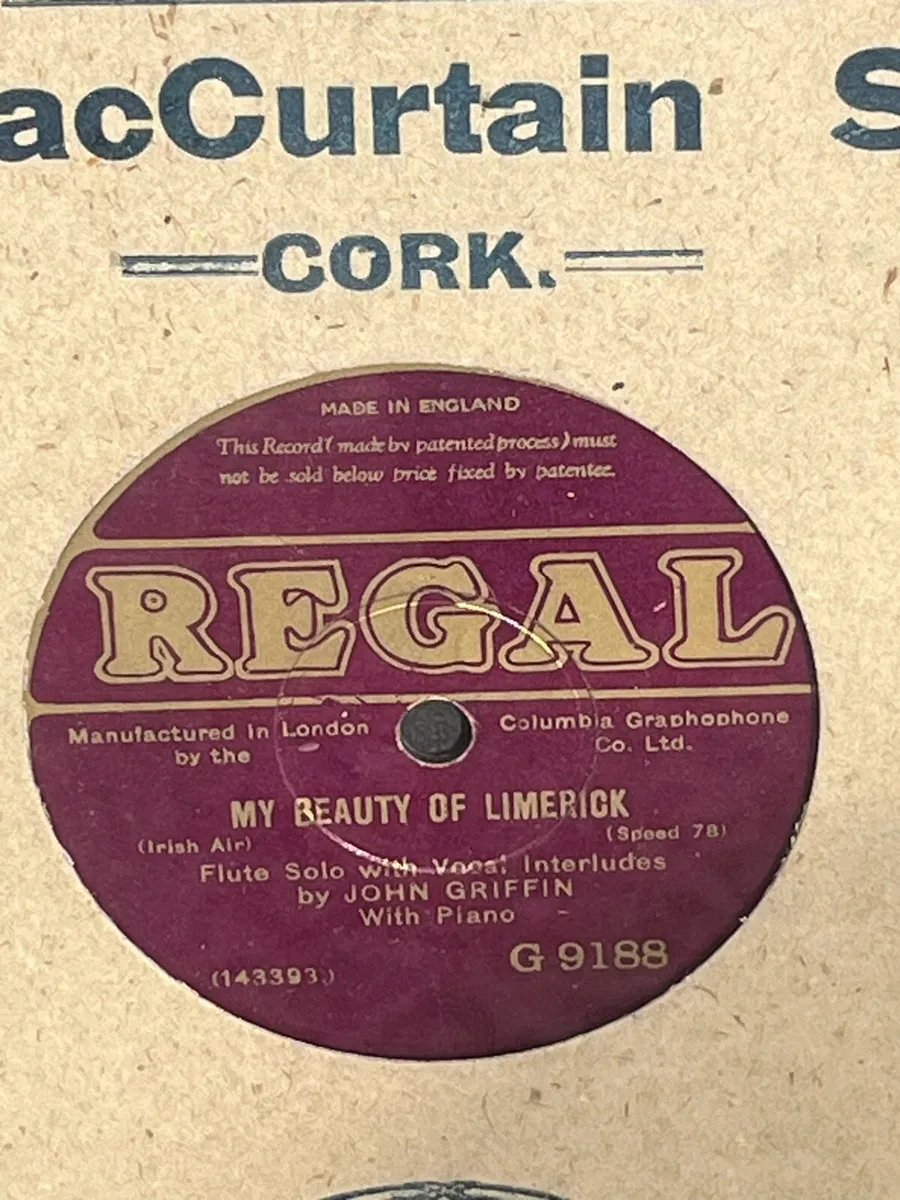 acCurtain S
CORK.
MADE IN ENGLAND
This Record (made by patented process) must
not be sold below price fixed by patentee.
REGAL
Manufactured in London Columbia Graphophone
by the Co. Ltd.
MY BEAUTY OF LIMERICK
(Irish Air) (Speed 78)
Flute Solo with Vocal Interludes
by JOHN GRIFFIN
With Piano
G 9188
(143393)